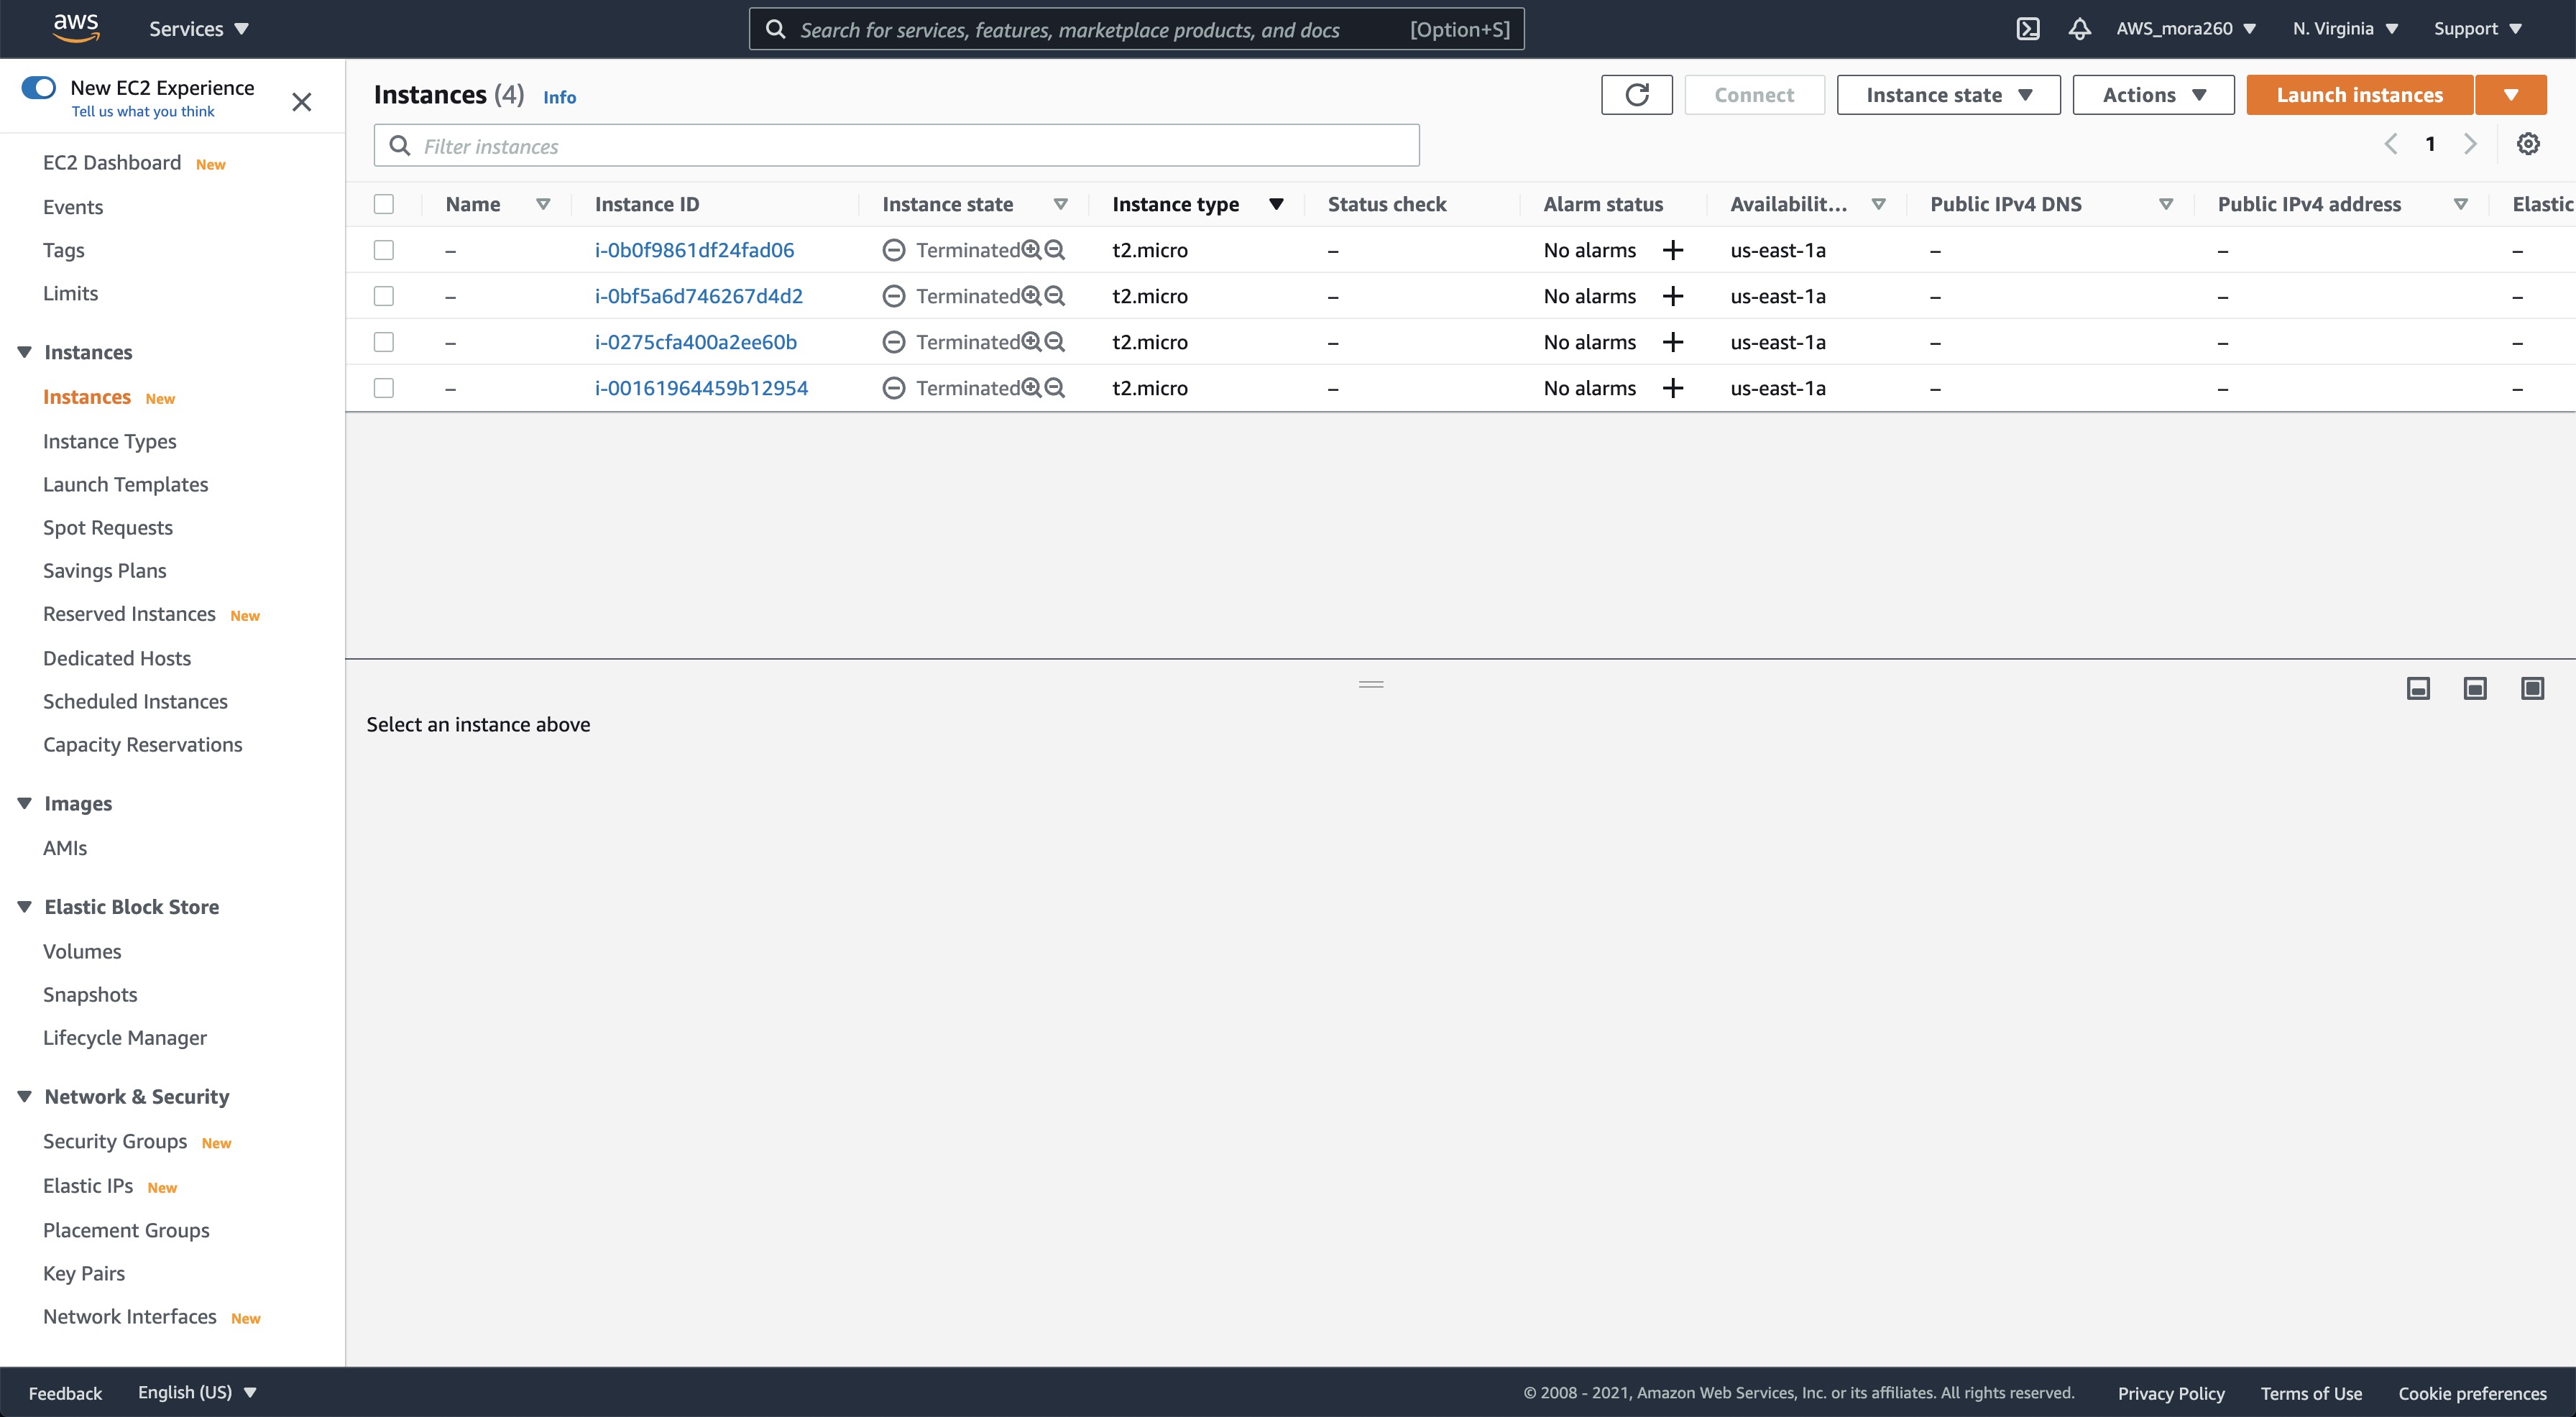 aws Services Search for services, features, marketplace products, and docs [Option+S] AWS_mora260 N. Virginia Support
New EC2 Experience
Tell us what you think
EC2 Dashboard New
Events
Tags
Limits
Instances
Instances New
Instance Types
Launch Templates
Spot Requests
Savings Plans
Reserved Instances New
Dedicated Hosts
Scheduled Instances
Capacity Reservations
Images
AMIs
Elastic Block Store
Volumes
Snapshots
Lifecycle Manager
Network & Security
Security Groups New
Elastic IPs New
Placement Groups
Key Pairs
Network Interfaces New
Instances (4) Info Connect Instance state Actions Launch instances
Filter instances 1
Name Instance ID Instance state Instance type Status check Alarm status Availabilit... Public IPv4 DNS Public IPv4 address Elastic
– i-0b0f9861df24fad06 Terminated t2.micro – No alarms + us-east-1a – – –
– i-0bf5a6d746267d4d2 Terminated t2.micro – No alarms + us-east-1a – – –
– i-0275cfa400a2ee60b Terminated t2.micro – No alarms + us-east-1a – – –
– i-00161964459b12954 Terminated t2.micro – No alarms + us-east-1a – – –
Select an instance above
Feedback English (US) © 2008 - 2021, Amazon Web Services, Inc. or its affiliates. All rights reserved. Privacy Policy Terms of Use Cookie preferences